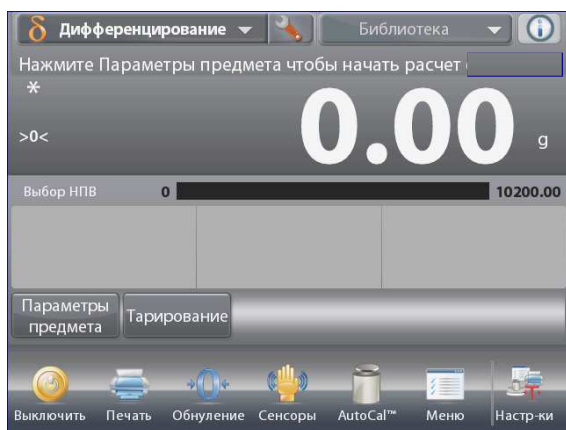 δ Дифференцирование Библиотека
Нажмите Параметры предмета чтобы начать расчет
*
>0< 0.00 g
Выбор НПВ 0 10200.00
Параметры
предмета
Тарирование
Выключить Печать Обнуление Сенсоры AutoCal™ Меню Настр-ки